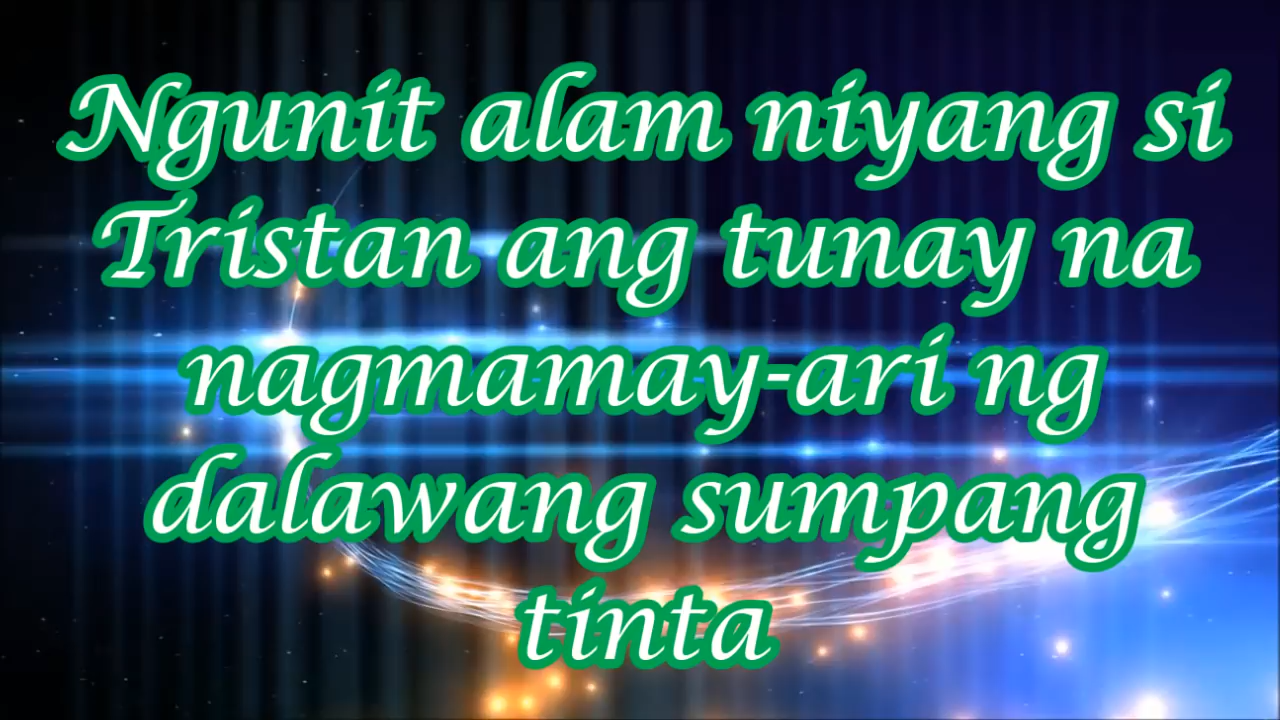 Ngunit alam niyang si
Tristan ang tunay na
nagmamay-ari ng
dalawang sumpang
tinta